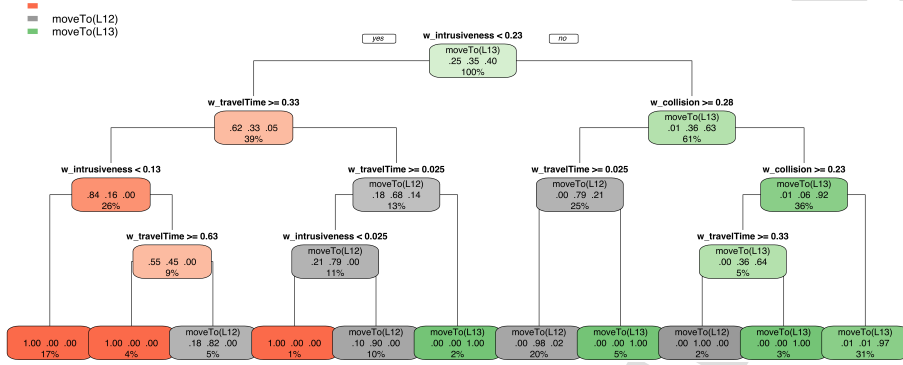 moveTo(L12)
moveTo(L13)
yes
w_intrusiveness < 0.23
no
moveTo(L13)
.25 .35 .40
100%
w_travelTime >= 0.33
.62 .33 .05
39%
w_collision >= 0.28
moveTo(L13)
.01 .36 .63
61%
w_intrusiveness < 0.13
.84 .16 .00
26%
w_travelTime >= 0.025
moveTo(L12)
.18 .68 .14
13%
w_travelTime >= 0.025
moveTo(L12)
.00 .79 .21
25%
w_collision >= 0.23
moveTo(L13)
.01 .06 .92
36%
w_travelTime >= 0.63
.55 .45 .00
9%
w_intrusiveness < 0.025
moveTo(L12)
.21 .79 .00
11%
w_travelTime >= 0.33
moveTo(L13)
.00 .36 .64
5%
1.00 .00 .00
17%
1.00 .00 .00
4%
moveTo(L12)
.18 .82 .00
5%
1.00 .00 .00
1%
moveTo(L12)
.10 .90 .00
10%
moveTo(L13)
.00 .00 1.00
2%
moveTo(L12)
.00 .98 .02
20%
moveTo(L13)
.00 .00 1.00
5%
moveTo(L12)
.00 1.00 .00
2%
moveTo(L13)
.00 .00 1.00
3%
moveTo(L13)
.01 .01 .97
31%